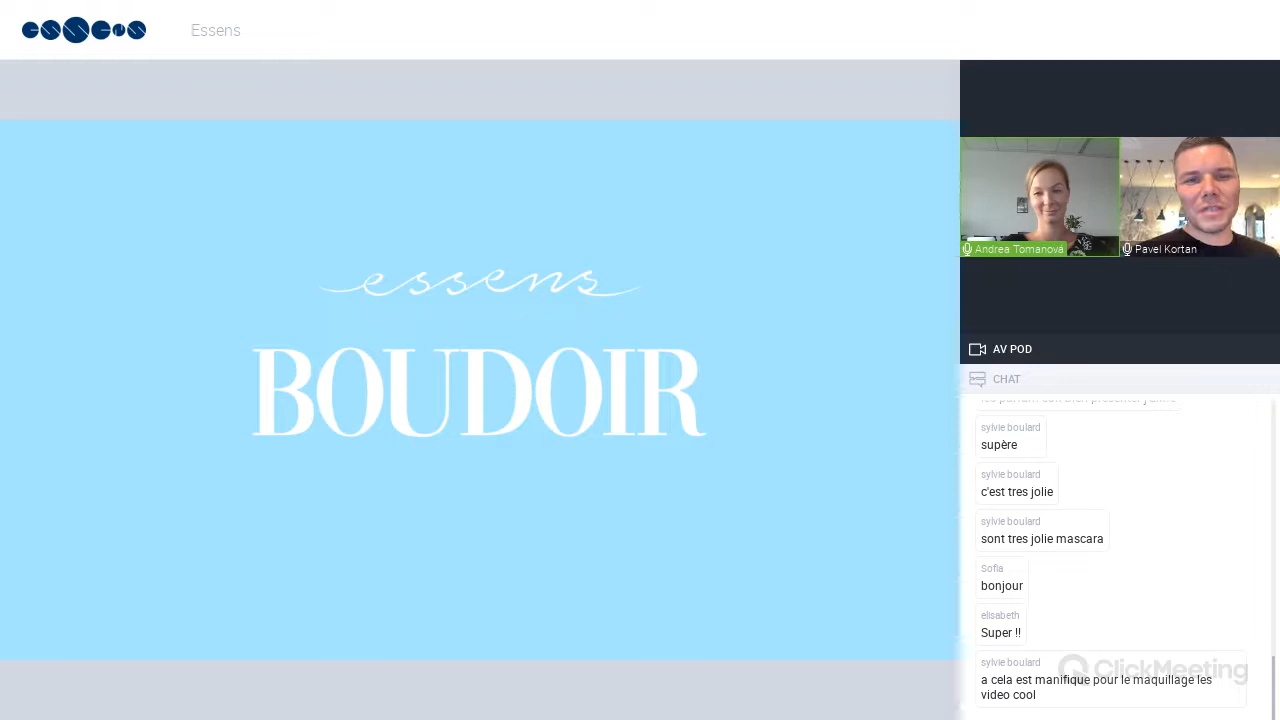 essens
Essens
essens
BOUDOIR
Andrea Tomanová
Pavel Kortan
AV POD
CHAT
sylvie boulard
supère
sylvie boulard
c'est tres jolie
sylvie boulard
sont tres jolie mascara
Sofia
bonjour
elisabeth
Super !!
sylvie boulard
ClickMeeting
a cela est manifique pour le maquillage les
video cool